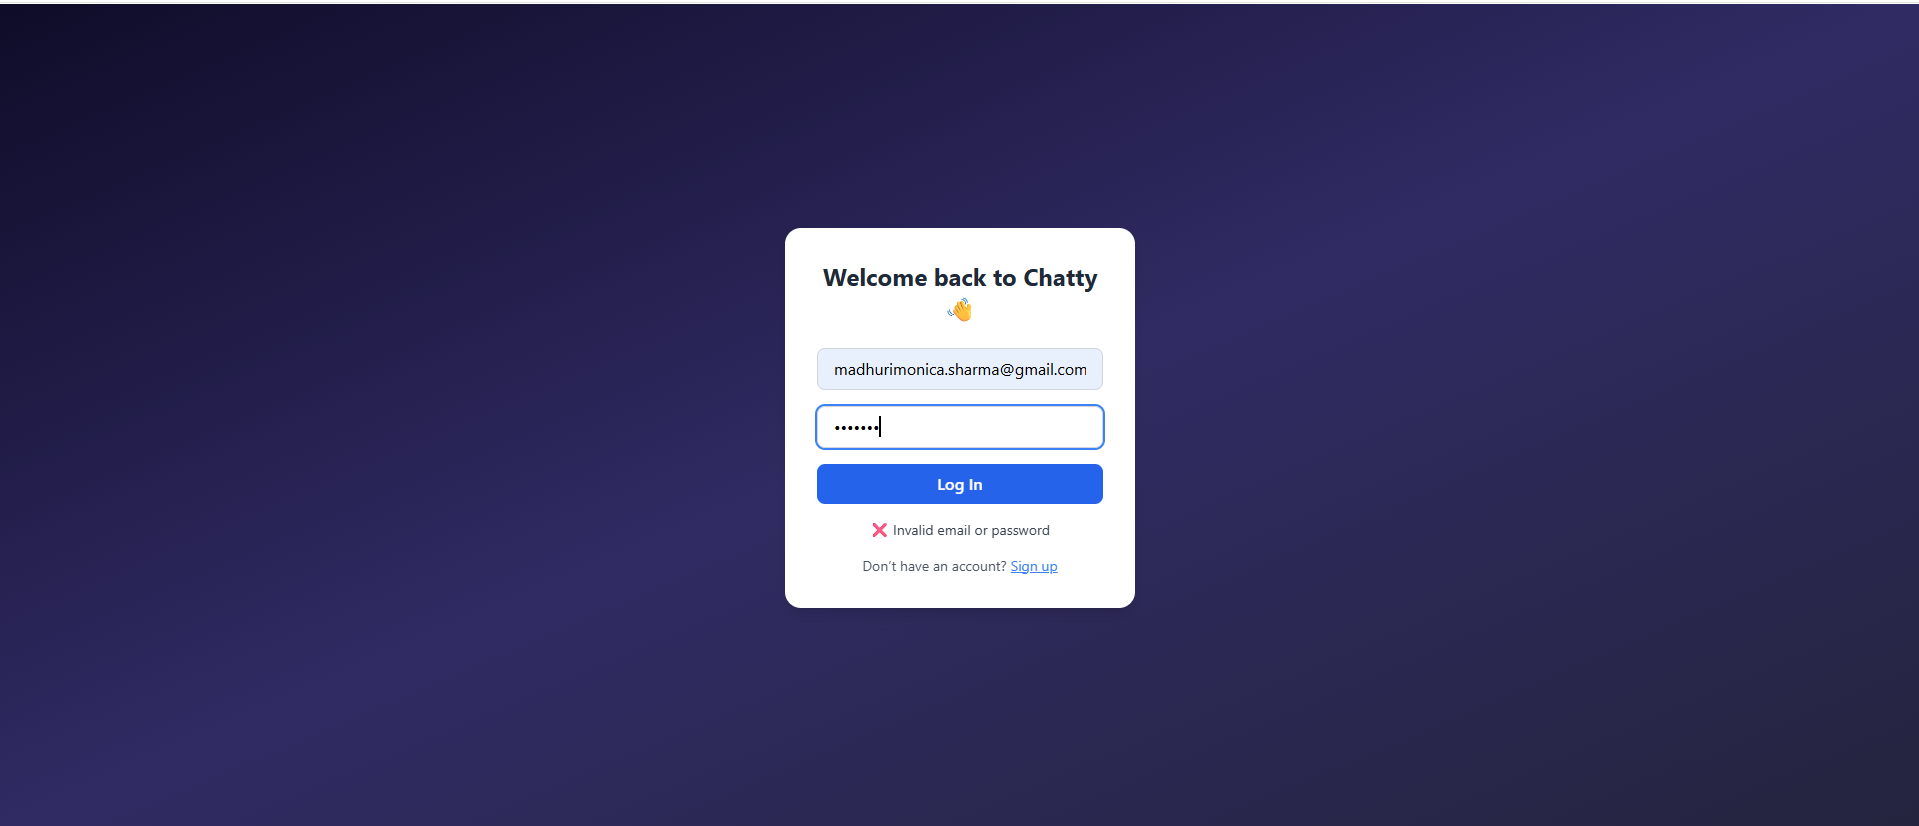 Welcome back to Chatty
👋
madhurimonica.sharma@gmail.com
•••••••
Log In
❌ Invalid email or password
Don’t have an account? Sign up